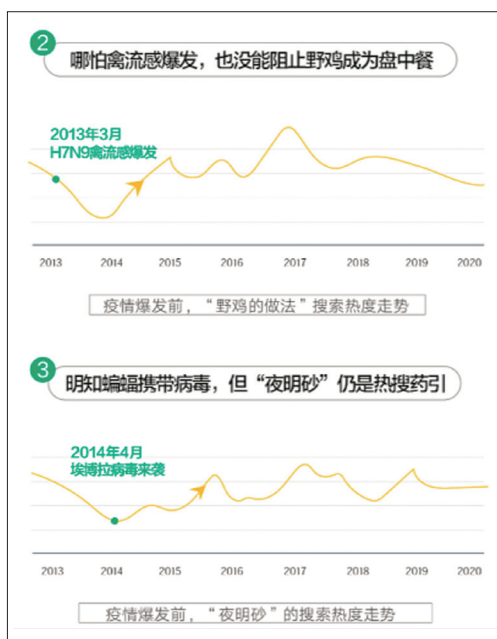 2
哪怕禽流感爆发，也没能阻止野鸡成为盘中餐
2013年3月
H7N9禽流感爆发
2013 2014 2015 2016 2017 2018 2019 2020
疫情爆发前，“野鸡的做法”搜索热度走势
3
明知蝙蝠携带病毒，但“夜明砂”仍是热搜药引
2014年4月
埃博拉病毒来袭
2013 2014 2015 2016 2017 2018 2019 2020
疫情爆发前，“夜明砂”的搜索热度走势